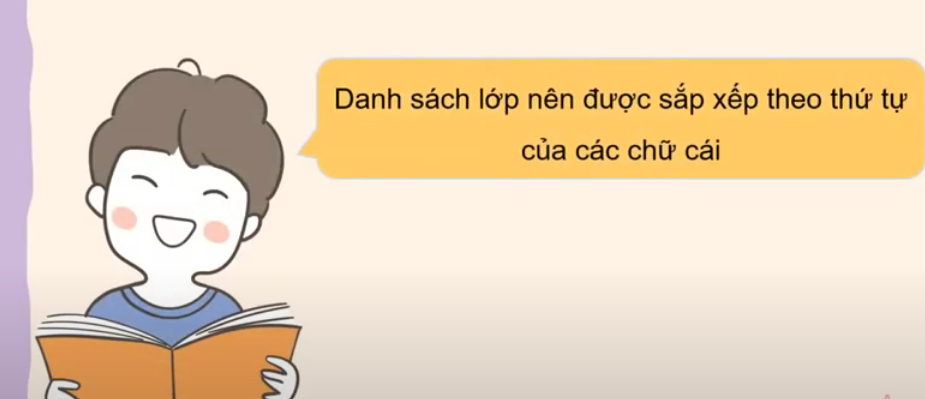 Danh sách lớp nên được sắp xếp theo thứ tự
của các chữ cái